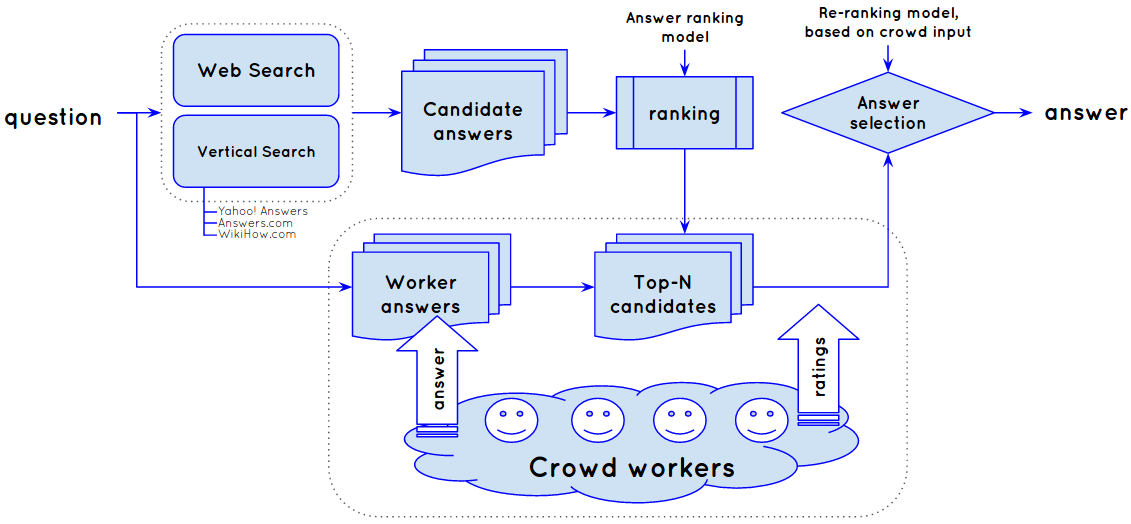 question
Web Search
Vertical Search
Yahoo! Answers
Answers.com
WikiHow.com
Candidate
answers
Answer ranking
model
ranking
Re-ranking model,
based on crowd input
Answer
selection
answer
Worker
answers
Top-N
candidates
answer
ratings
Crowd workers